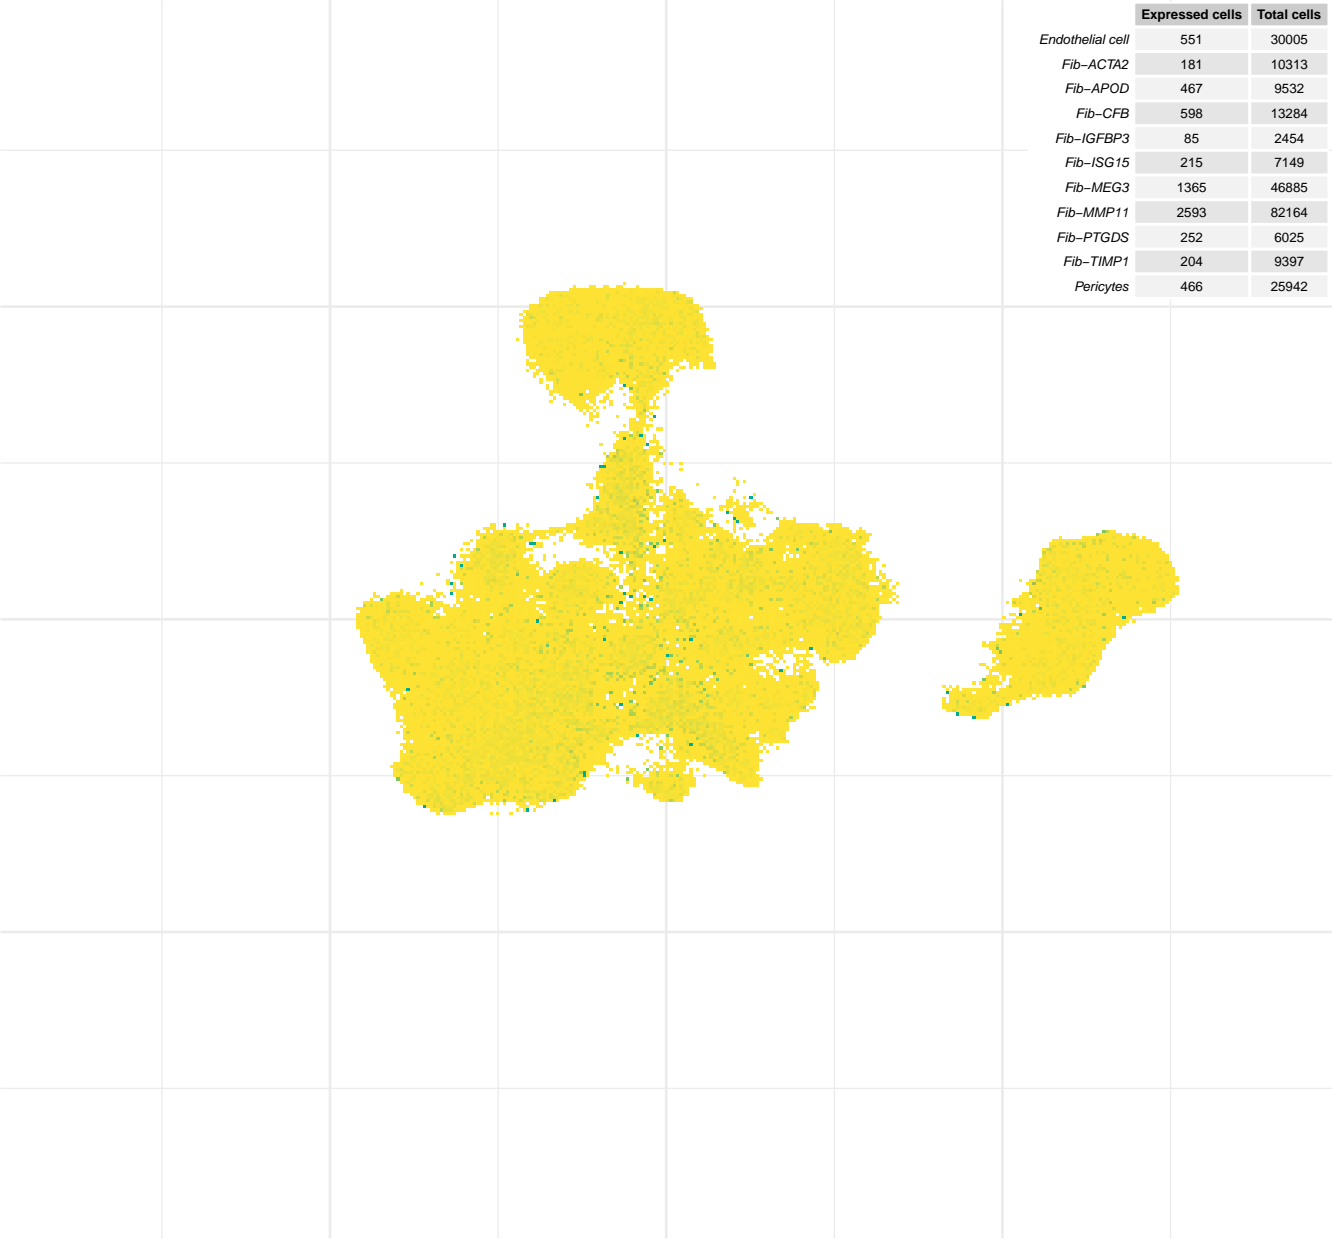 Expressed cells Total cells
Endothelial cell 551 30005
Fib−ACTA2 181 10313
Fib−APOD 467 9532
Fib−CFB 598 13284
Fib−IGFBP3 85 2454
Fib−ISG15 215 7149
Fib−MEG3 1365 46885
Fib−MMP11 2593 82164
Fib−PTGDS 252 6025
Fib−TIMP1 204 9397
Pericytes 466 25942